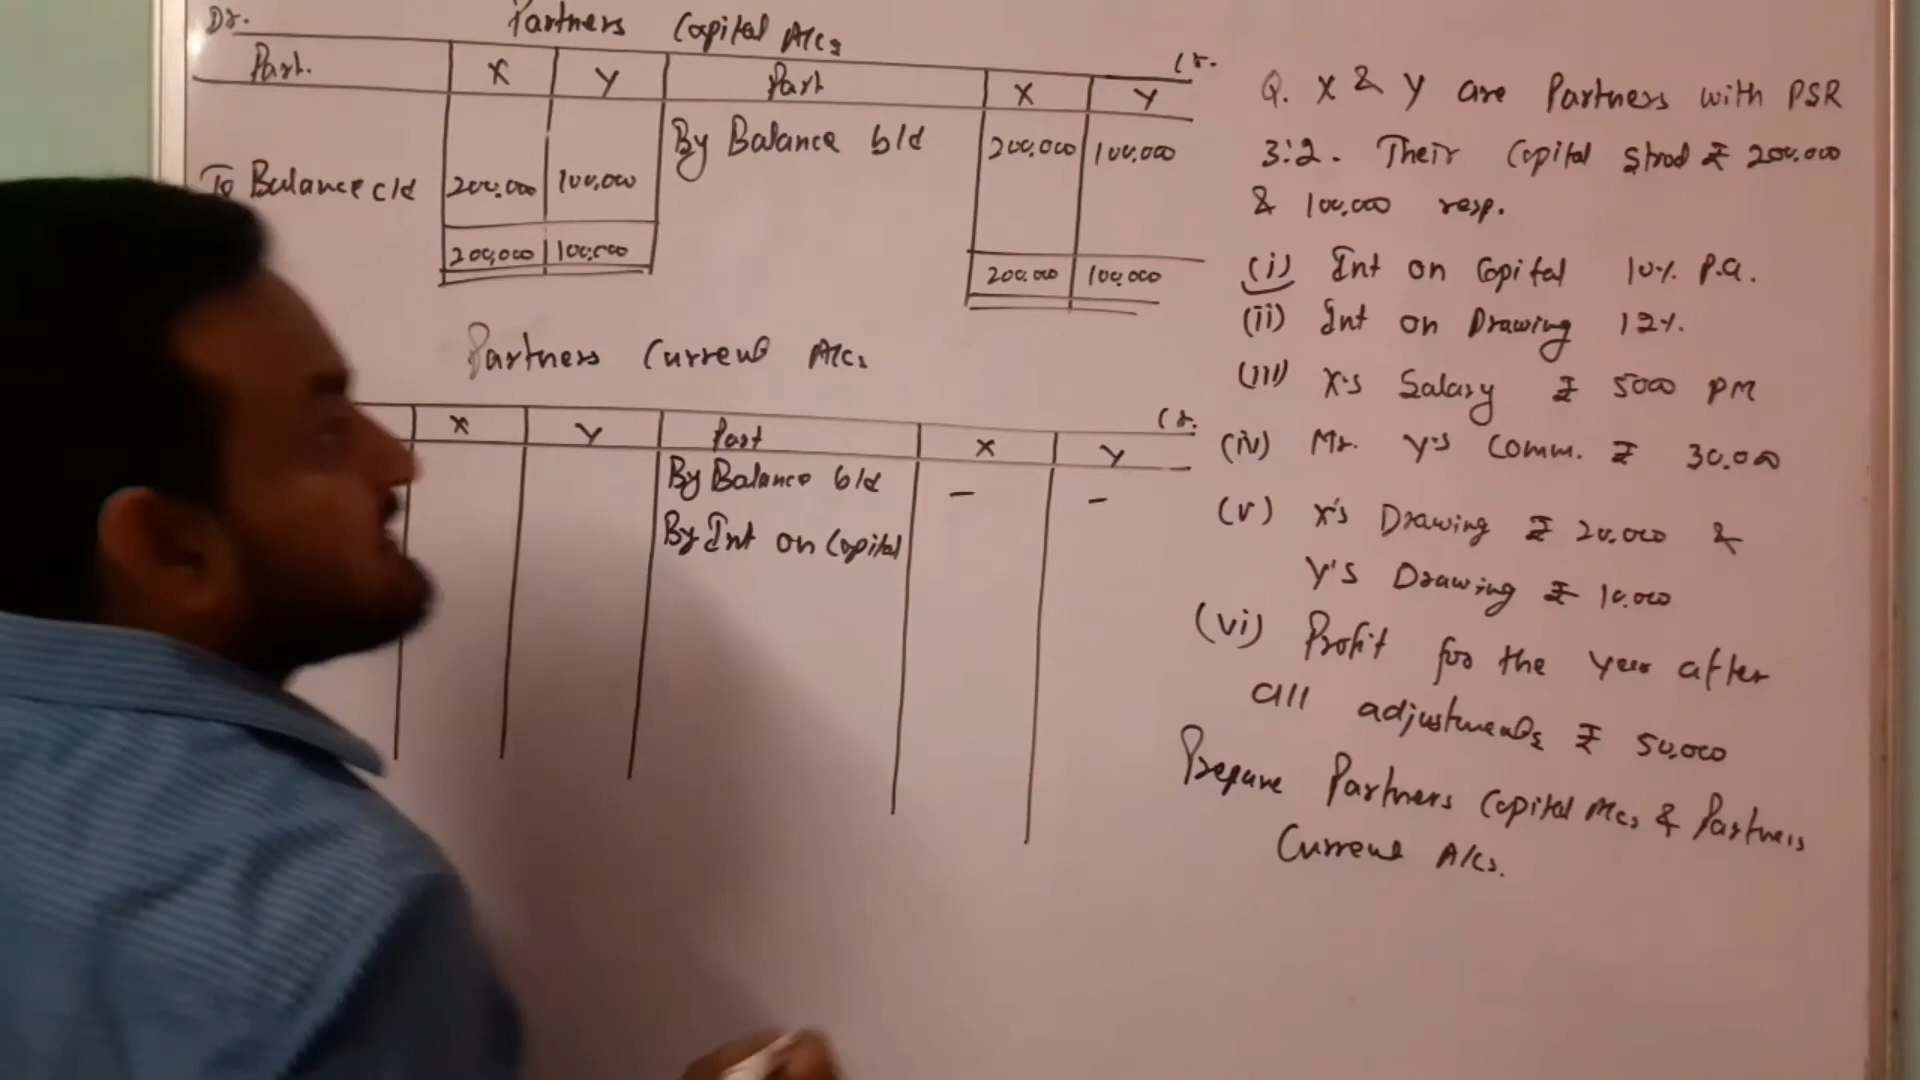 Dr. Partners Capital A/Cs Cr.
Part. X Y Part X Y
By Balance b/d 200,000 100,000
To Balance c/d 200,000 100,000
200,000 100,000 200,000 100,000
Partners Current A/Cs
Cr.
X Y Part X Y
By Balance b/d - -
By Int on Capital
Q. X & Y are Partners with PSR
3:2. Their Capital stood ₹ 200,000
& 100,000 resp.
(i) Int on Capital 10% P.a.
(ii) Int on Drawing 12%.
(iii) X's Salary ₹ 5000 PM
(iv) Mr. Y's Comm. ₹ 30,000
(v) X's Drawing ₹ 20,000 &
Y's Drawing ₹ 10,000
(vi) Profit for the Year after
all adjustments ₹ 50,000
Prepare Partners Capital A/Cs & Partners
Current A/Cs.